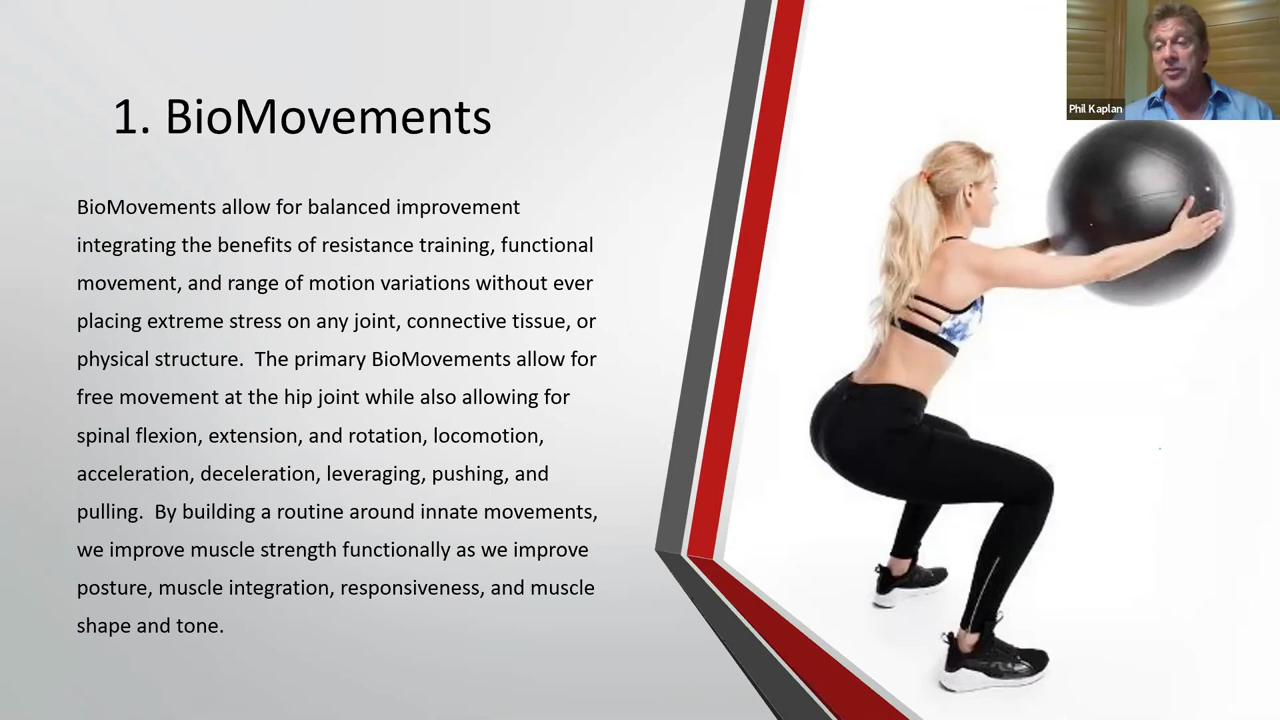 1. BioMovements
BioMovements allow for balanced improvement
integrating the benefits of resistance training, functional
movement, and range of motion variations without ever
placing extreme stress on any joint, connective tissue, or
physical structure.  The primary BioMovements allow for
free movement at the hip joint while also allowing for
spinal flexion, extension, and rotation, locomotion,
acceleration, deceleration, leveraging, pushing, and
pulling.  By building a routine around innate movements,
we improve muscle strength functionally as we improve
posture, muscle integration, responsiveness, and muscle
shape and tone.
Phil Kaplan